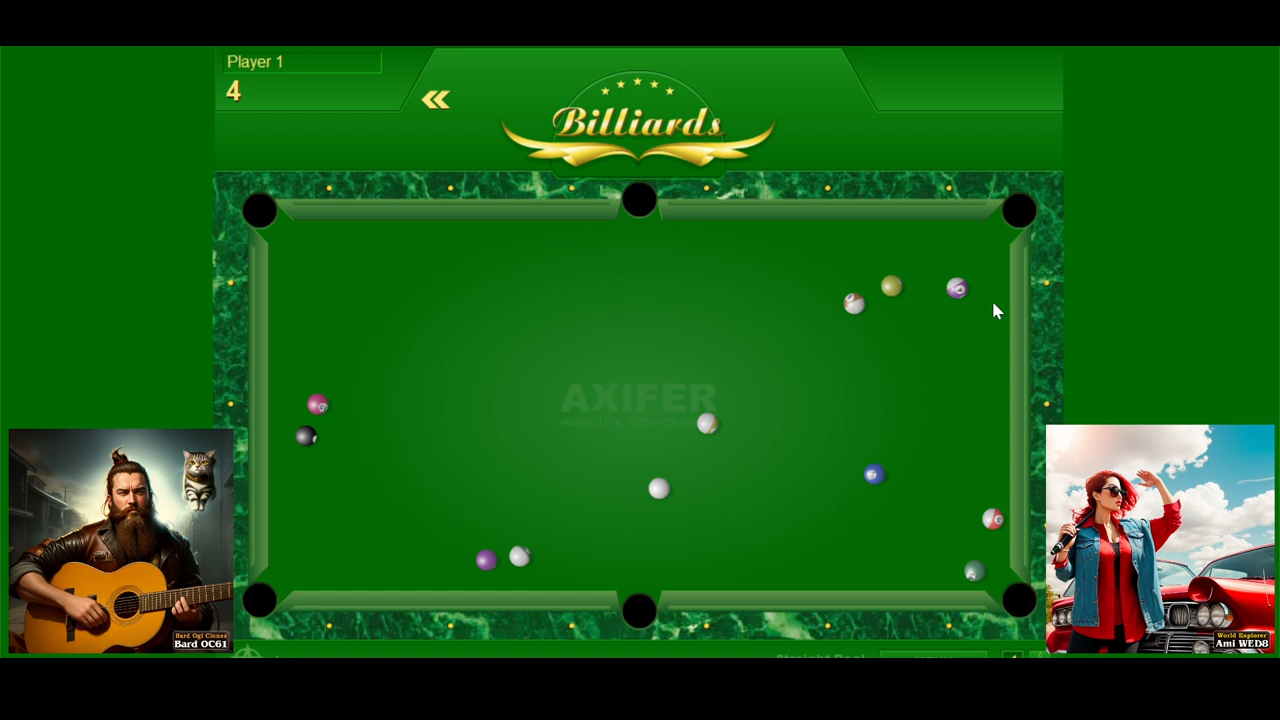 Player 1
4
Billiards
AXIFER
Bard Ogi Clones
Bard OC61
World Explorer
Ami WED8